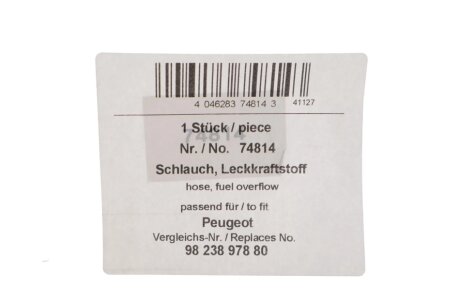 4 046283 74814 3 41127
1 Stück / piece
74814
Nr. / No. 74814
Schlauch, Leckkraftstoff
hose, fuel overflow
passend für / to fit
Peugeot
Vergleichs-Nr. / Replaces No.
98 238 978 80